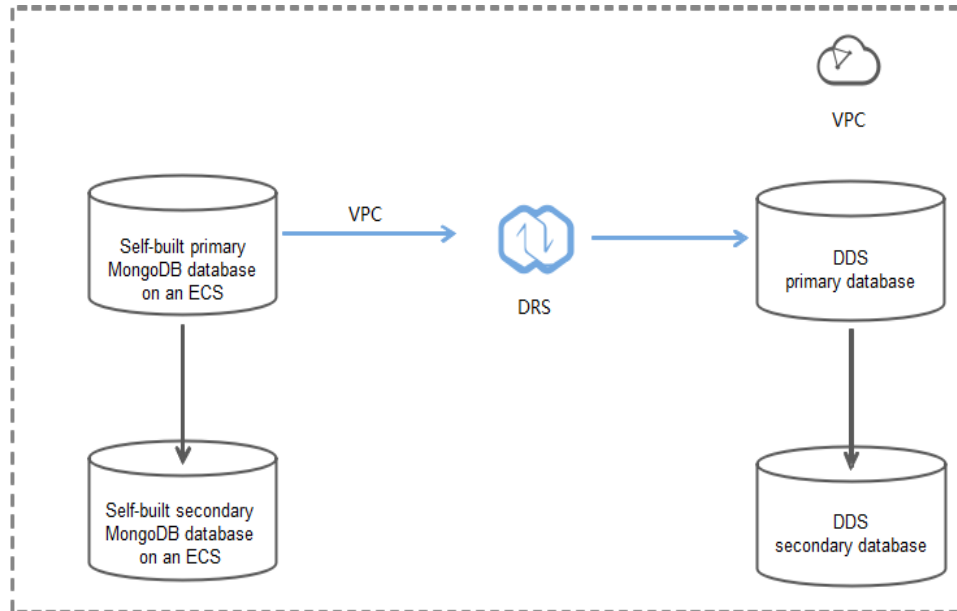 VPC
VPC
Self-built primary
MongoDB database
on an ECS
DRS
DDS
primary database
Self-built secondary
MongoDB database
on an ECS
DDS
secondary database